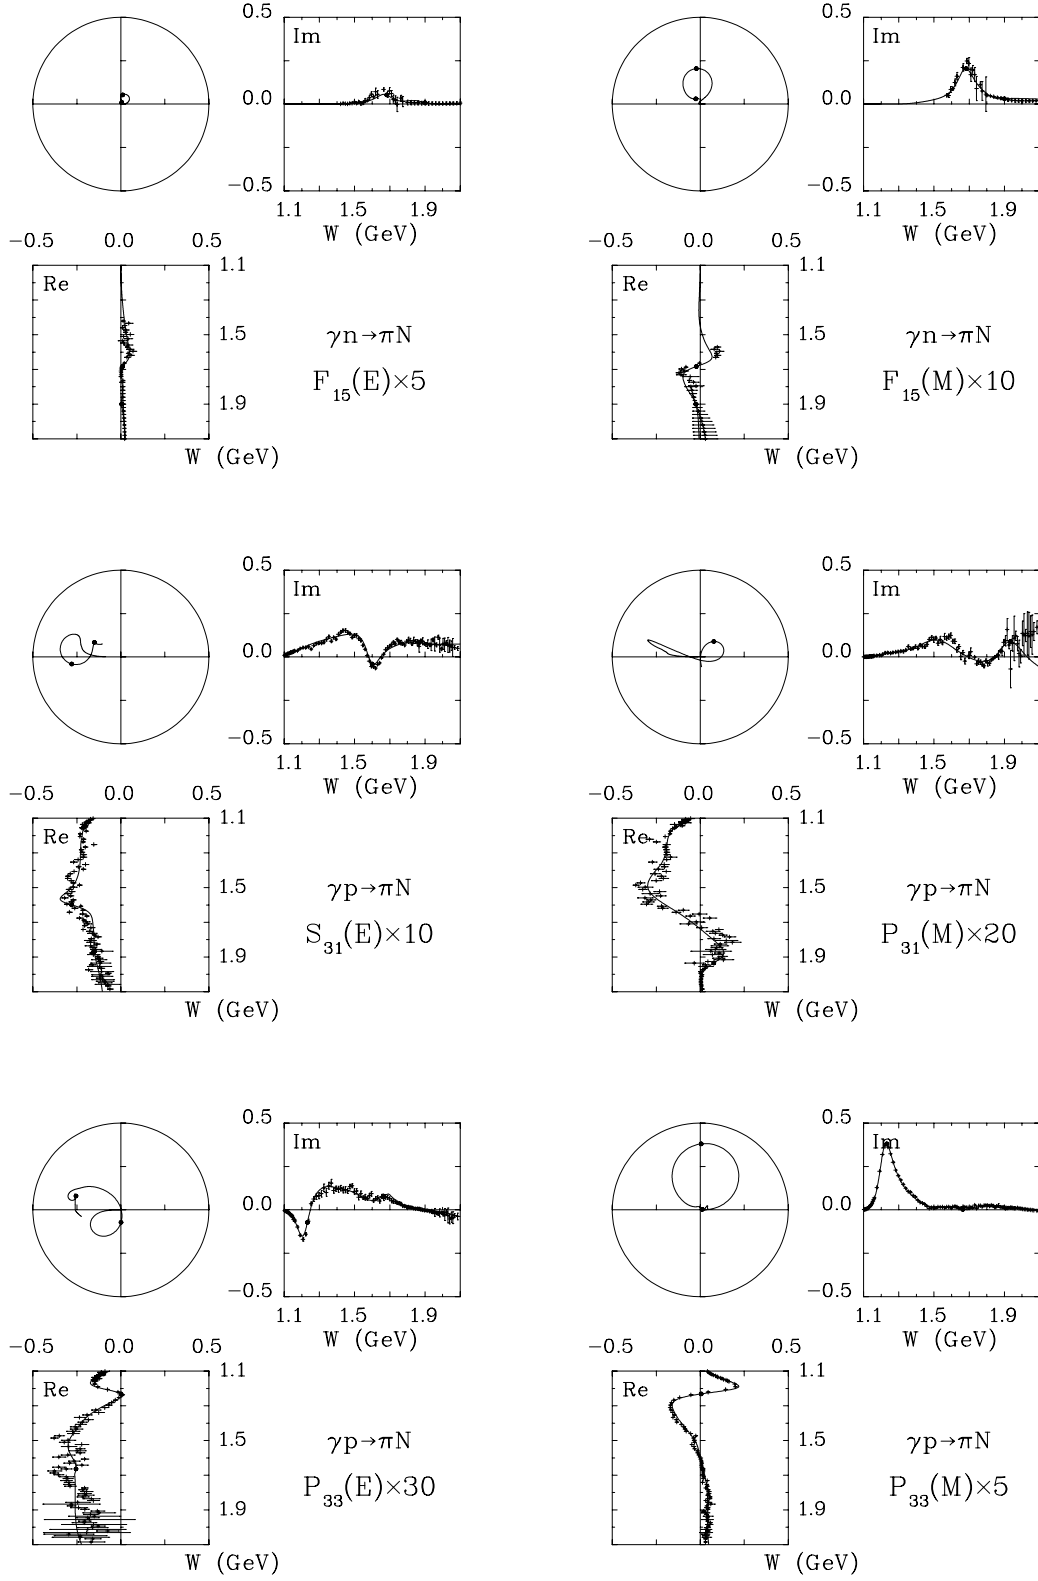 0.5
Im
0.0
−0.5
1.1 1.5 1.9
W (GeV)
−0.5 0.0 0.5
Re
1.1
1.5
1.9
W (GeV)
γn→πN
F15(E)×5
0.5
Im
0.0
−0.5
1.1 1.5 1.9
W (GeV)
−0.5 0.0 0.5
Re
1.1
1.5
1.9
W (GeV)
γn→πN
F15(M)×10
0.5
Im
0.0
−0.5
1.1 1.5 1.9
W (GeV)
−0.5 0.0 0.5
Re
1.1
1.5
1.9
W (GeV)
γp→πN
S31(E)×10
0.5
Im
0.0
−0.5
1.1 1.5 1.9
W (GeV)
−0.5 0.0 0.5
Re
1.1
1.5
1.9
W (GeV)
γp→πN
P31(M)×20
0.5
Im
0.0
−0.5
1.1 1.5 1.9
W (GeV)
−0.5 0.0 0.5
Re
1.1
1.5
1.9
W (GeV)
γp→πN
P33(E)×30
0.5
Im
0.0
−0.5
1.1 1.5 1.9
W (GeV)
−0.5 0.0 0.5
Re
1.1
1.5
1.9
W (GeV)
γp→πN
P33(M)×5